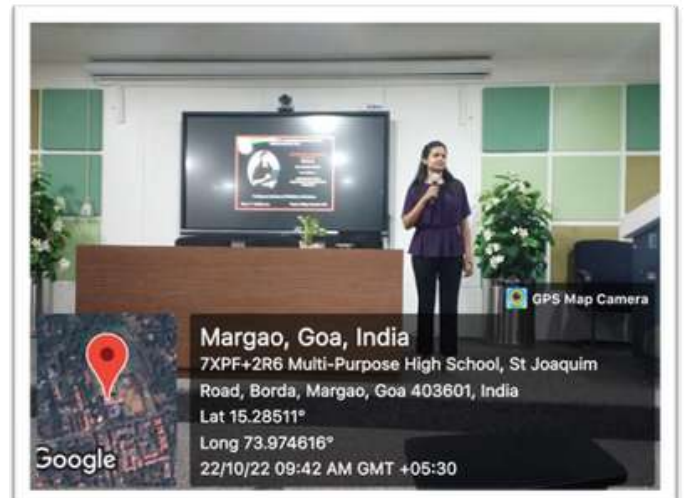 GPS Map Camera
Margao, Goa, India
7XPF+2R6 Multi-Purpose High School, St Joaquim
Road, Borda, Margao, Goa 403601, India
Lat 15.28511°
Long 73.974616°
22/10/22 09:42 AM GMT +05:30
Google